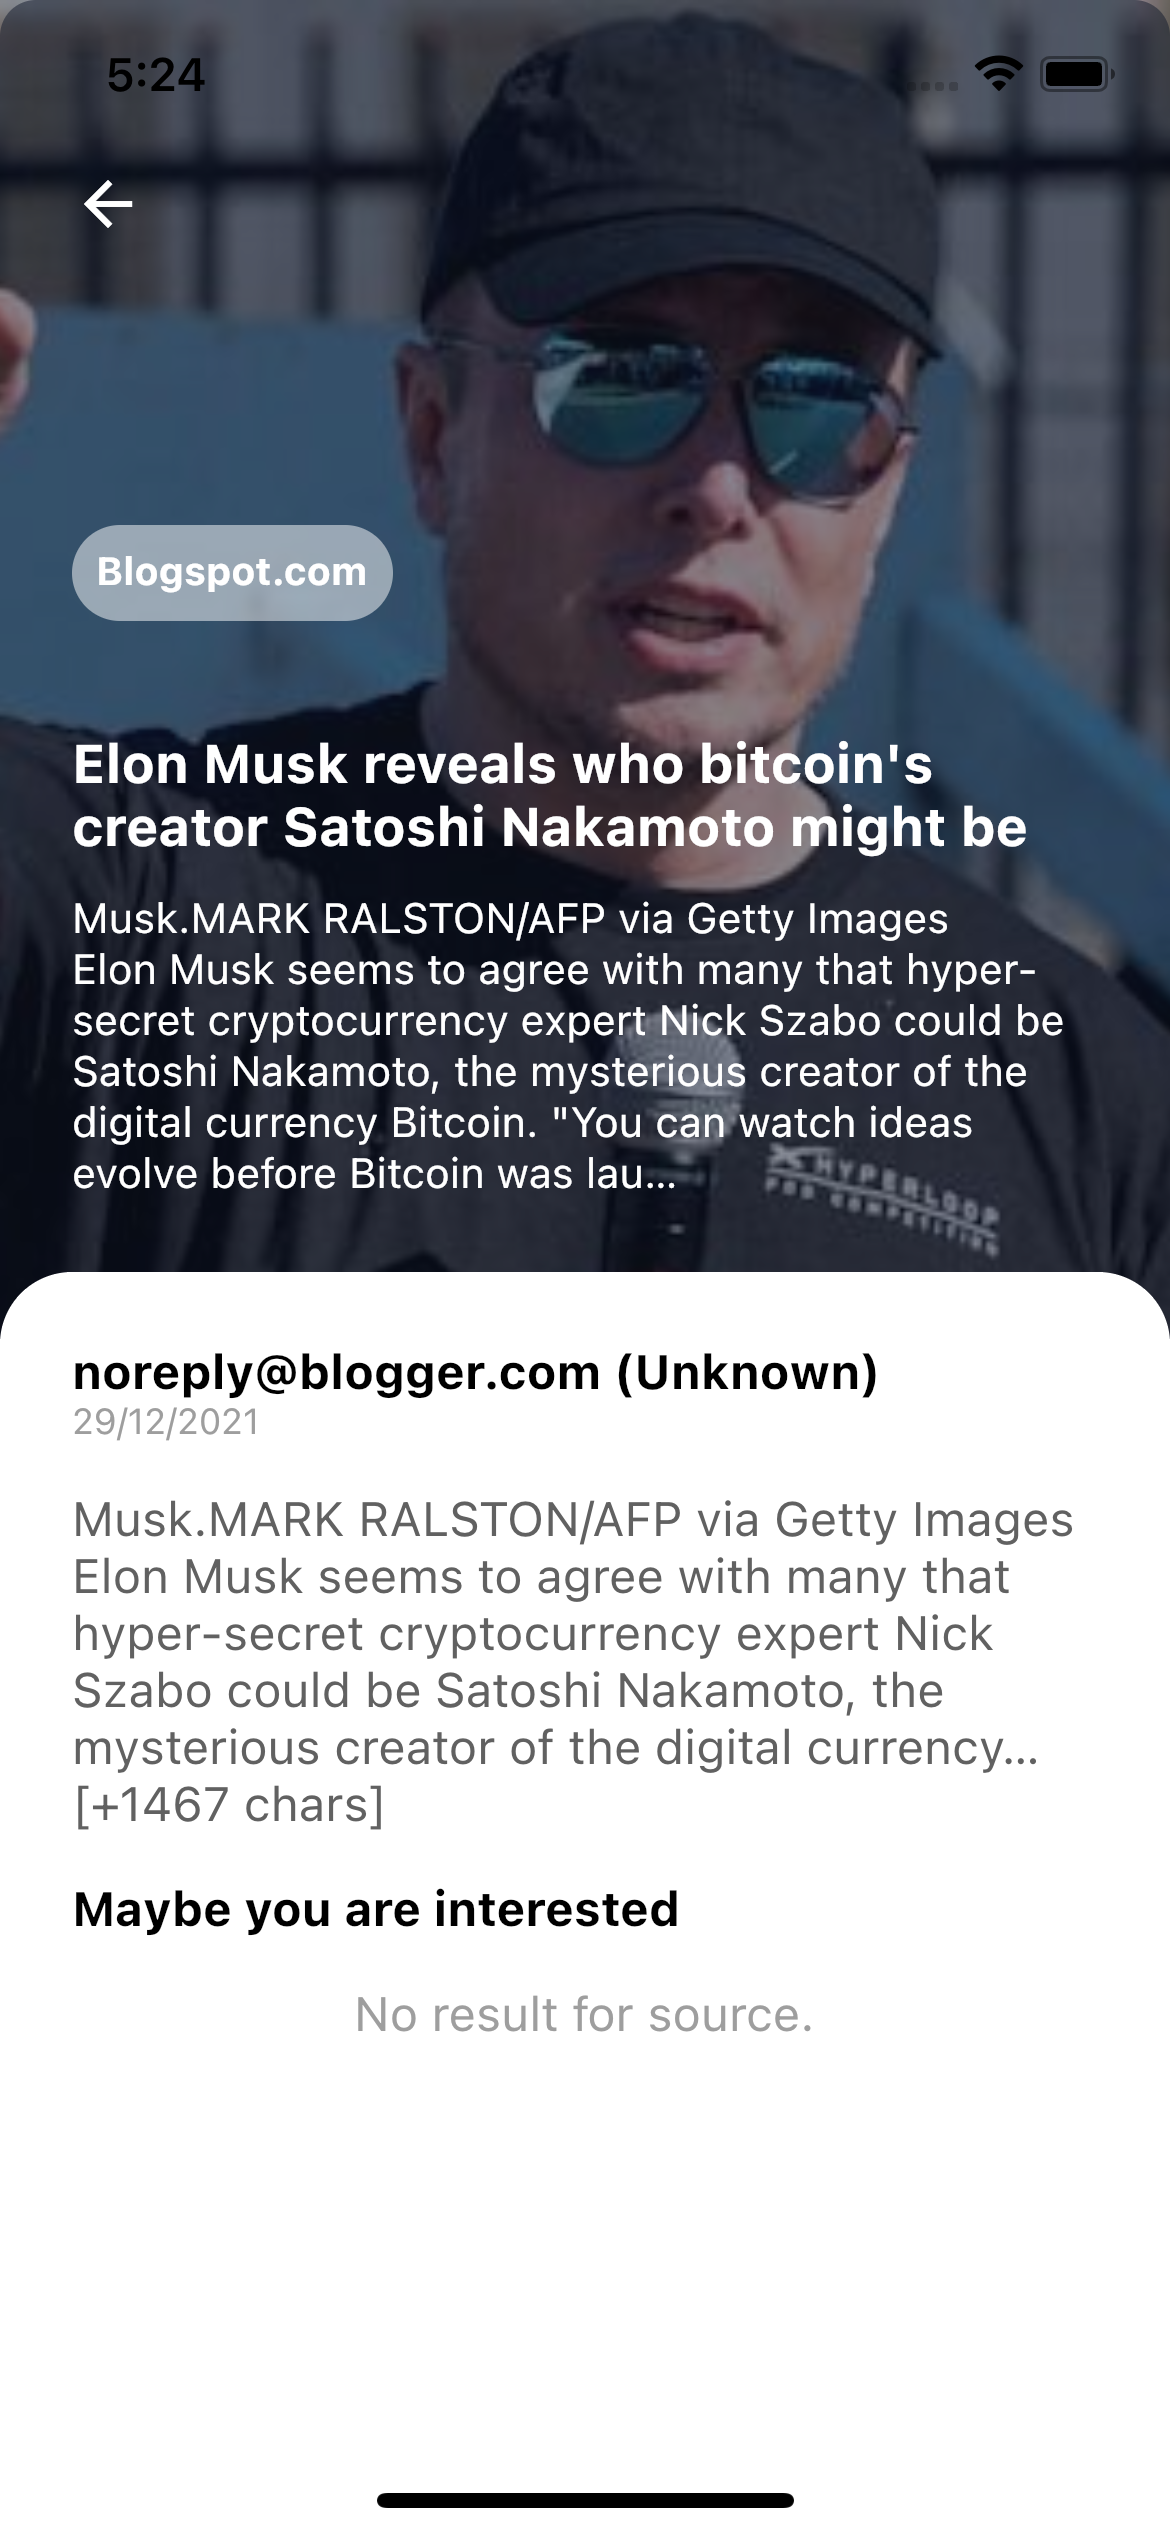 5:24
Blogspot.com
Elon Musk reveals who bitcoin's
creator Satoshi Nakamoto might be
Musk.MARK RALSTON/AFP via Getty Images
Elon Musk seems to agree with many that hyper-
secret cryptocurrency expert Nick Szabo could be
Satoshi Nakamoto, the mysterious creator of the
digital currency Bitcoin. "You can watch ideas
evolve before Bitcoin was lau...
HYPERLOOP
POD COMPETITION
noreply@blogger.com (Unknown)
29/12/2021
Musk.MARK RALSTON/AFP via Getty Images
Elon Musk seems to agree with many that
hyper-secret cryptocurrency expert Nick
Szabo could be Satoshi Nakamoto, the
mysterious creator of the digital currency...
[+1467 chars]
Maybe you are interested
No result for source.